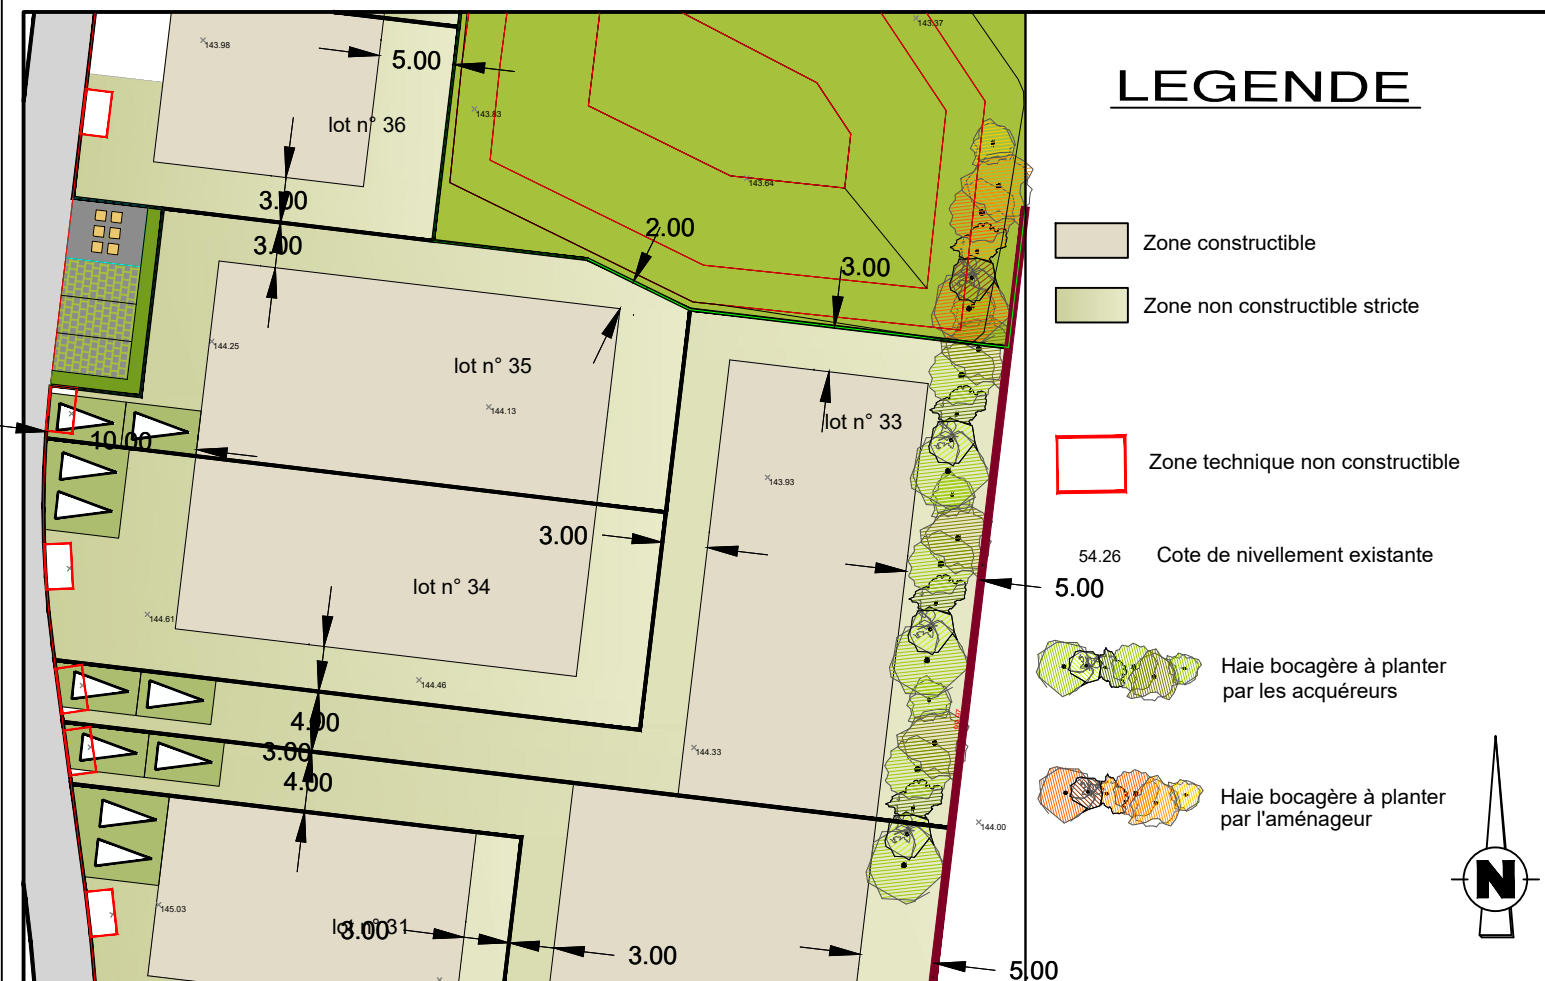 143.98
143.37
5.00
LEGENDE
143.83
lot n° 36
143.64
3.00
2.00
3.00
Zone constructible
3.00
Zone non constructible stricte
144.25
lot n° 35
144.13
lot n° 33
10.00
Zone technique non constructible
143.93
3.00
54.26 Cote de nivellement existante
lot n° 34
5.00
144.61
Haie bocagère à planter
par les acquéreurs
144.46
4.00
3.00
144.33
4.00
Haie bocagère à planter
par l'aménageur
144.00
N
145.03
lot n° 31
3.00
3.00
5.00